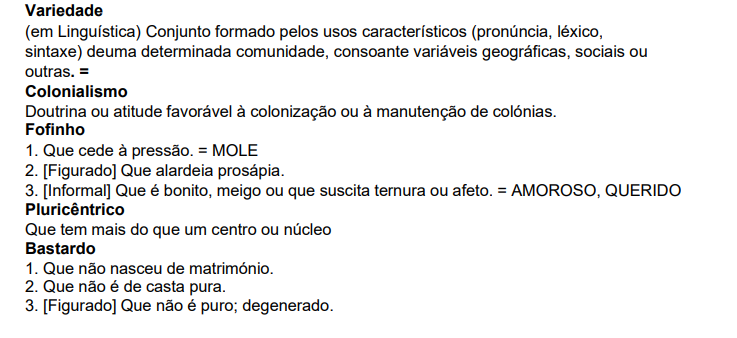 Variedade
(em Linguística) Conjunto formado pelos usos característicos (pronúncia, léxico,
sintaxe) deuma determinada comunidade, consoante variáveis geográficas, sociais ou
outras. =
Colonialismo
Doutrina ou atitude favorável à colonização ou à manutenção de colónias.
Fofinho
1. Que cede à pressão. = MOLE
2. [Figurado] Que alardeia prosápia.
3. [Informal] Que é bonito, meigo ou que suscita ternura ou afeto. = AMOROSO, QUERIDO
Pluricêntrico
Que tem mais do que um centro ou núcleo
Bastardo
1. Que não nasceu de matrimónio.
2. Que não é de casta pura.
3. [Figurado] Que não é puro; degenerado.